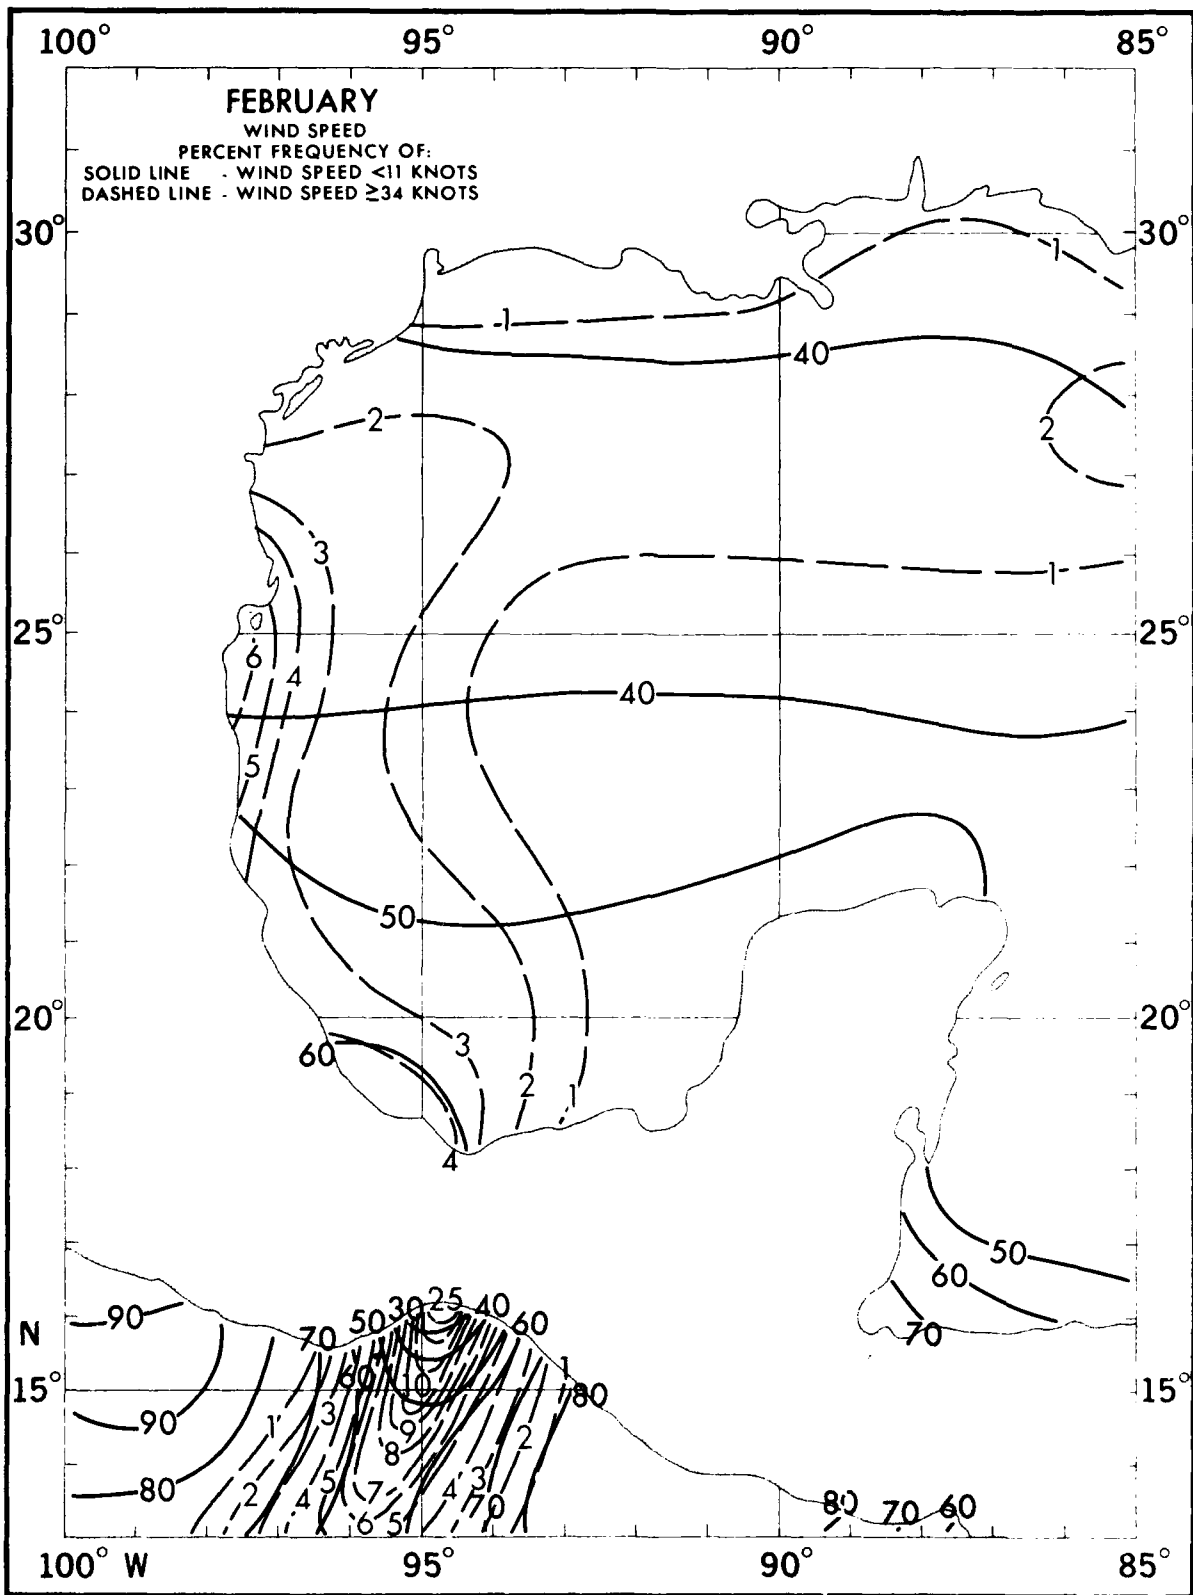 100° 95° 90° 85°
FEBRUARY
WIND SPEED
PERCENT FREQUENCY OF:
SOLID LINE - WIND SPEED <11 KNOTS
DASHED LINE - WIND SPEED ≥34 KNOTS
30° 1 30°
1
40
2 2
3 1
25° 25°
6 4
40
5
50
20° 20°
60 3
2 1
4
50
60
90 50 30 25 40 60
N 70 70
60 10 1
15° 80 15°
90 1 3 9 2
8
80 2 4 5 7 4 3
6 5 70 80 70 60
100° W 95° 90° 85°